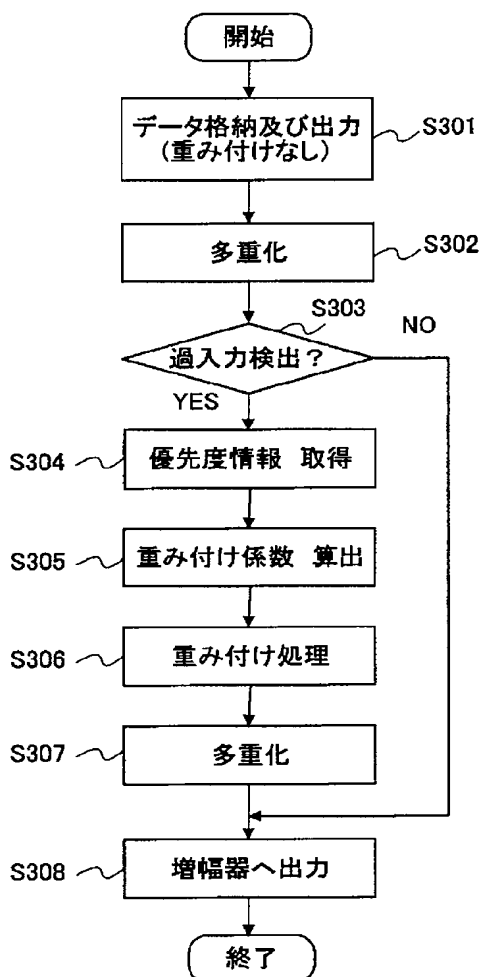 開始
データ格納及び出力
(重み付けなし)
S301
多重化
S302
S303
過入力検出？
NO
YES
S304
優先度情報 取得
S305
重み付け係数 算出
S306
重み付け処理
S307
多重化
S308
増幅器へ出力
終了